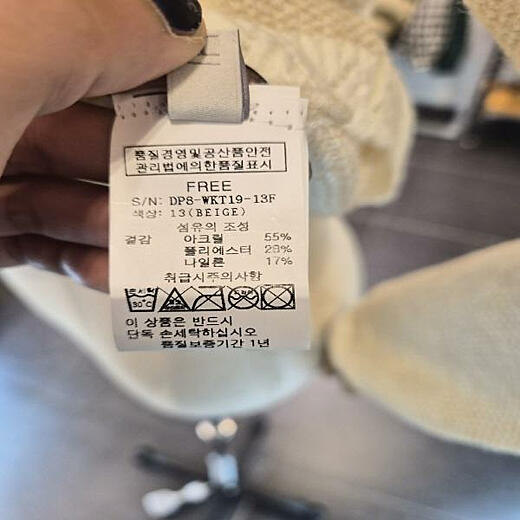 품질경영및공산품안전
관리법에의한품질표시
FREE
S/N: DP8-WKT19-13F
색상: 13(BEIGE)
섬유의 조성
겉감 아크릴 55%
폴리에스터 28%
나일론 17%
취급시주의사항
30°C
이 상품은 반드시
단독 손세탁하십시오
품질보증기간 1년